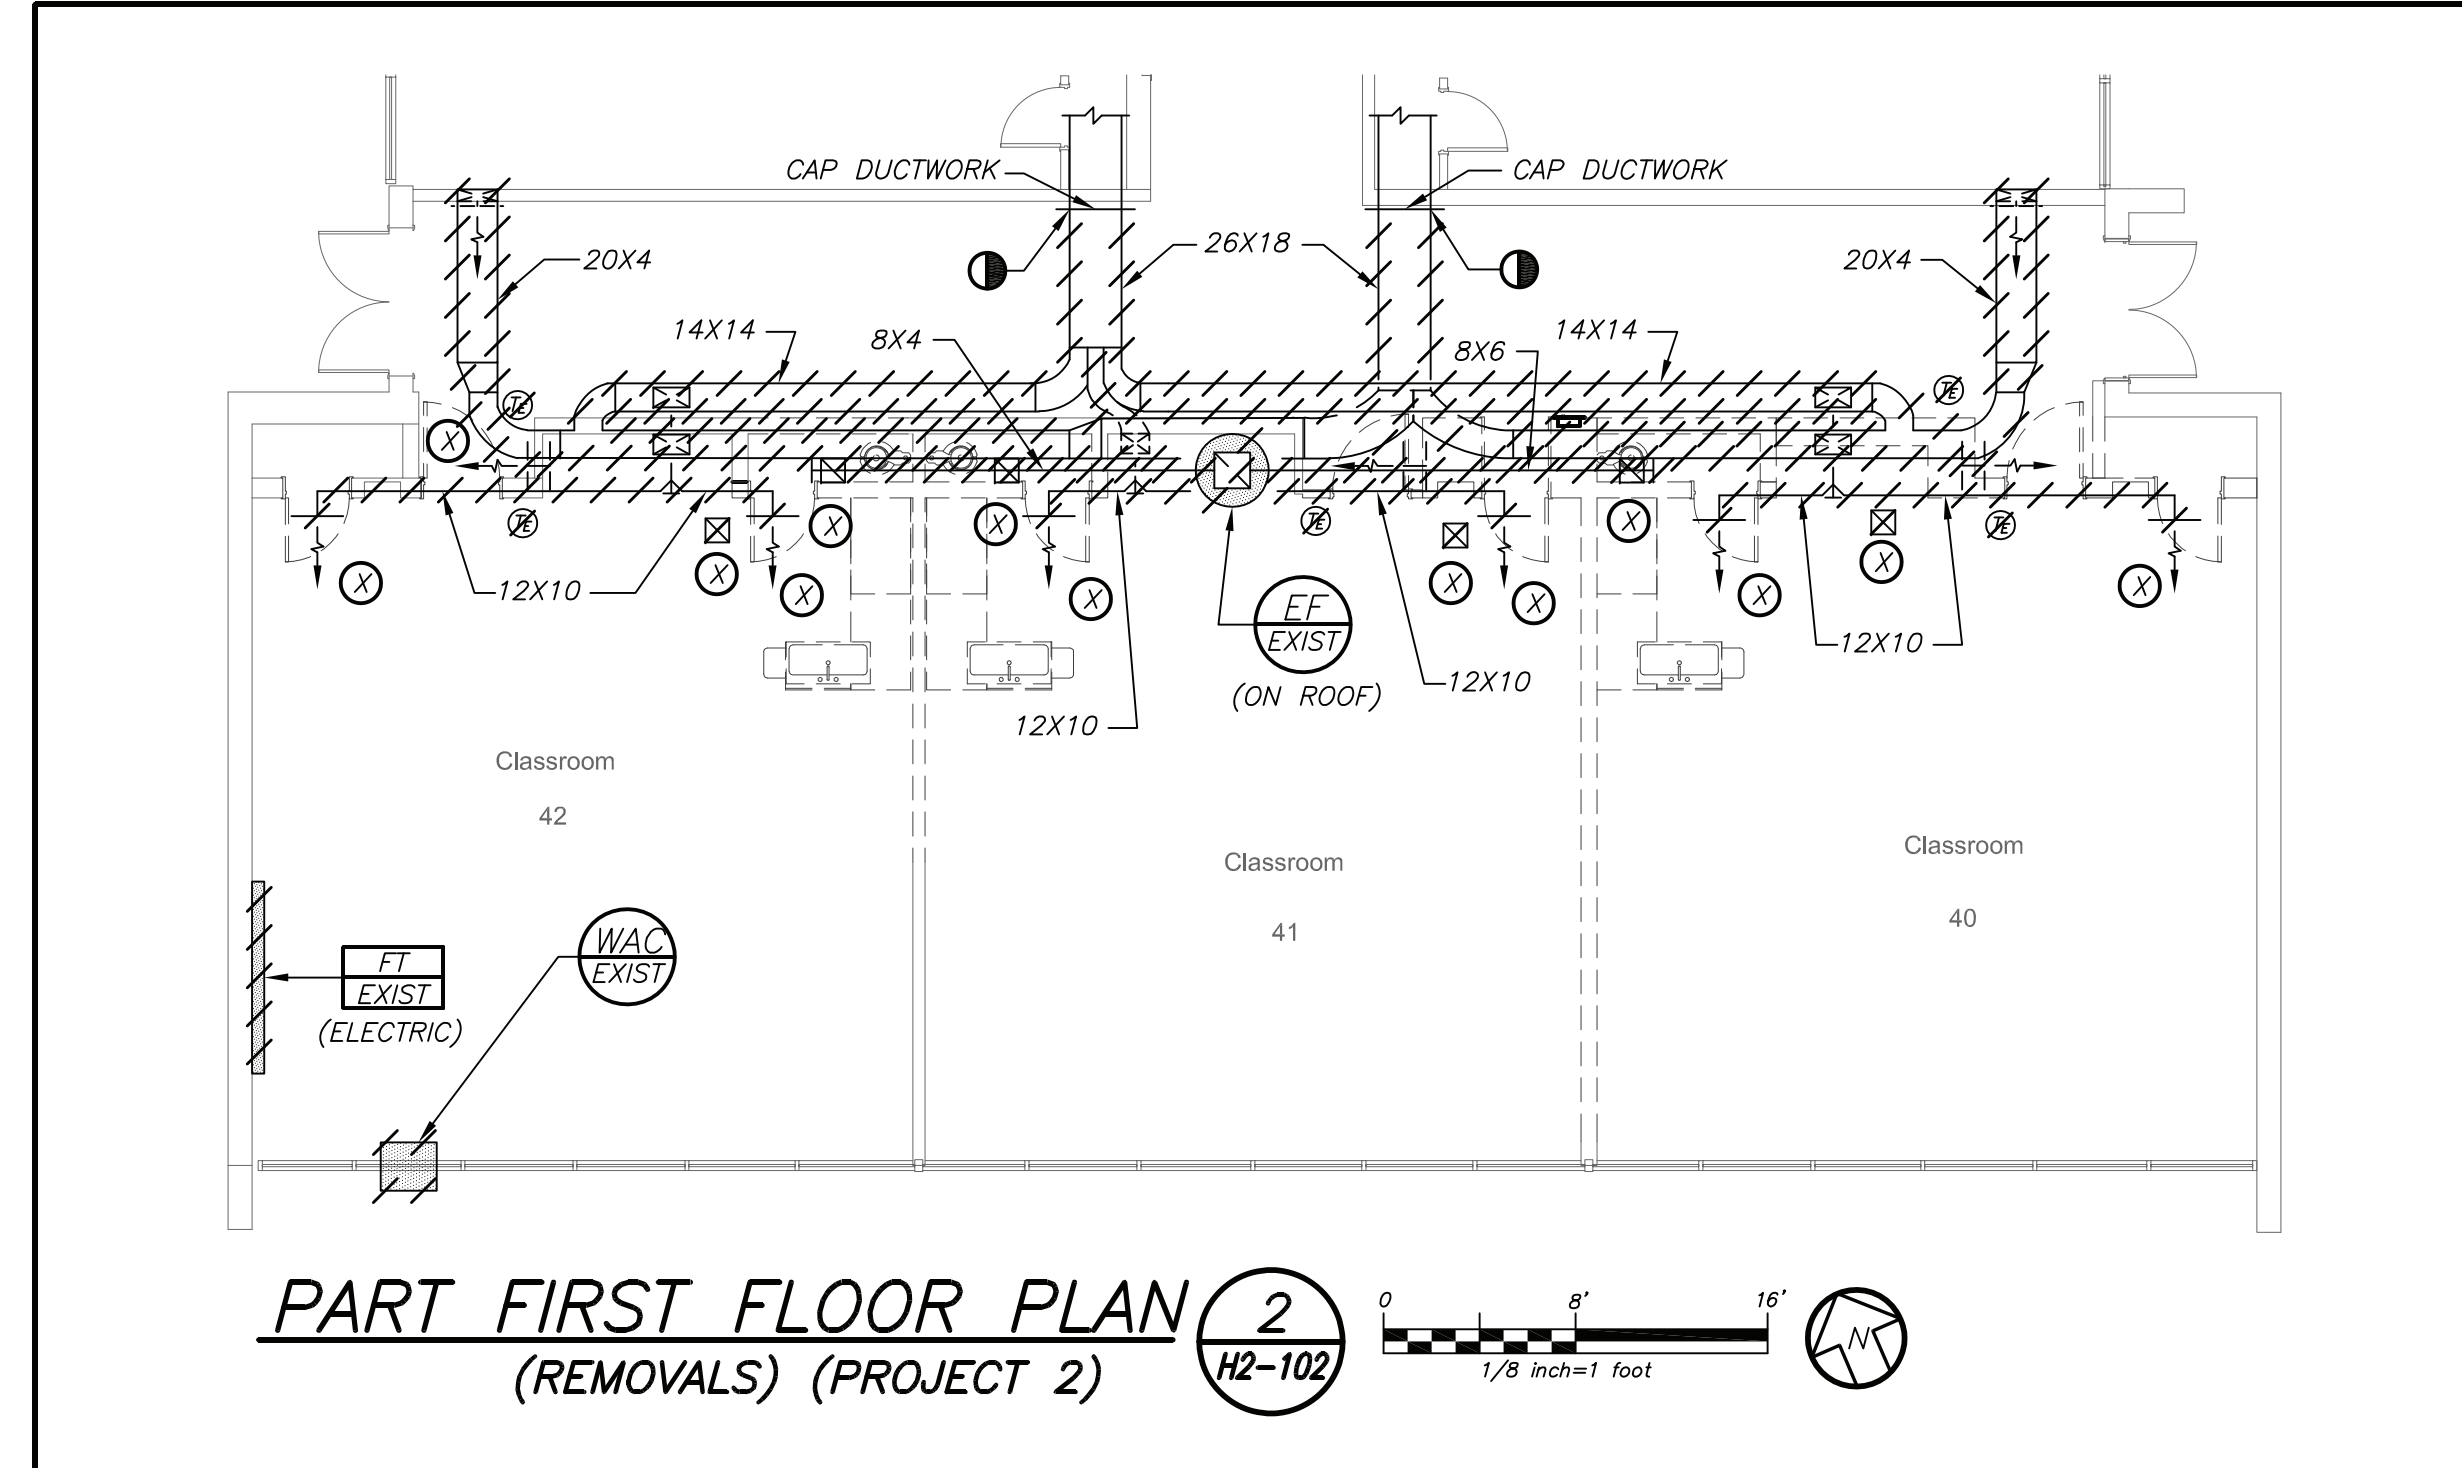 CAP DUCTWORK
CAP DUCTWORK
20X4
26X18
20X4
14X14
8X4
8X6
14X14
TE
TE
X
TE
X
X
TE
X
TE
X
X
X
X
X
X
X
X
X
X
12X10
EF
EXIST
(ON ROOF)
12X10
12X10
12X10
Classroom
42
Classroom
41
Classroom
40
WAC
EXIST
FT
EXIST
(ELECTRIC)
PART FIRST FLOOR PLAN
(REMOVALS) (PROJECT 2)
2
H2-102
0 8' 16'
1/8 inch=1 foot
N